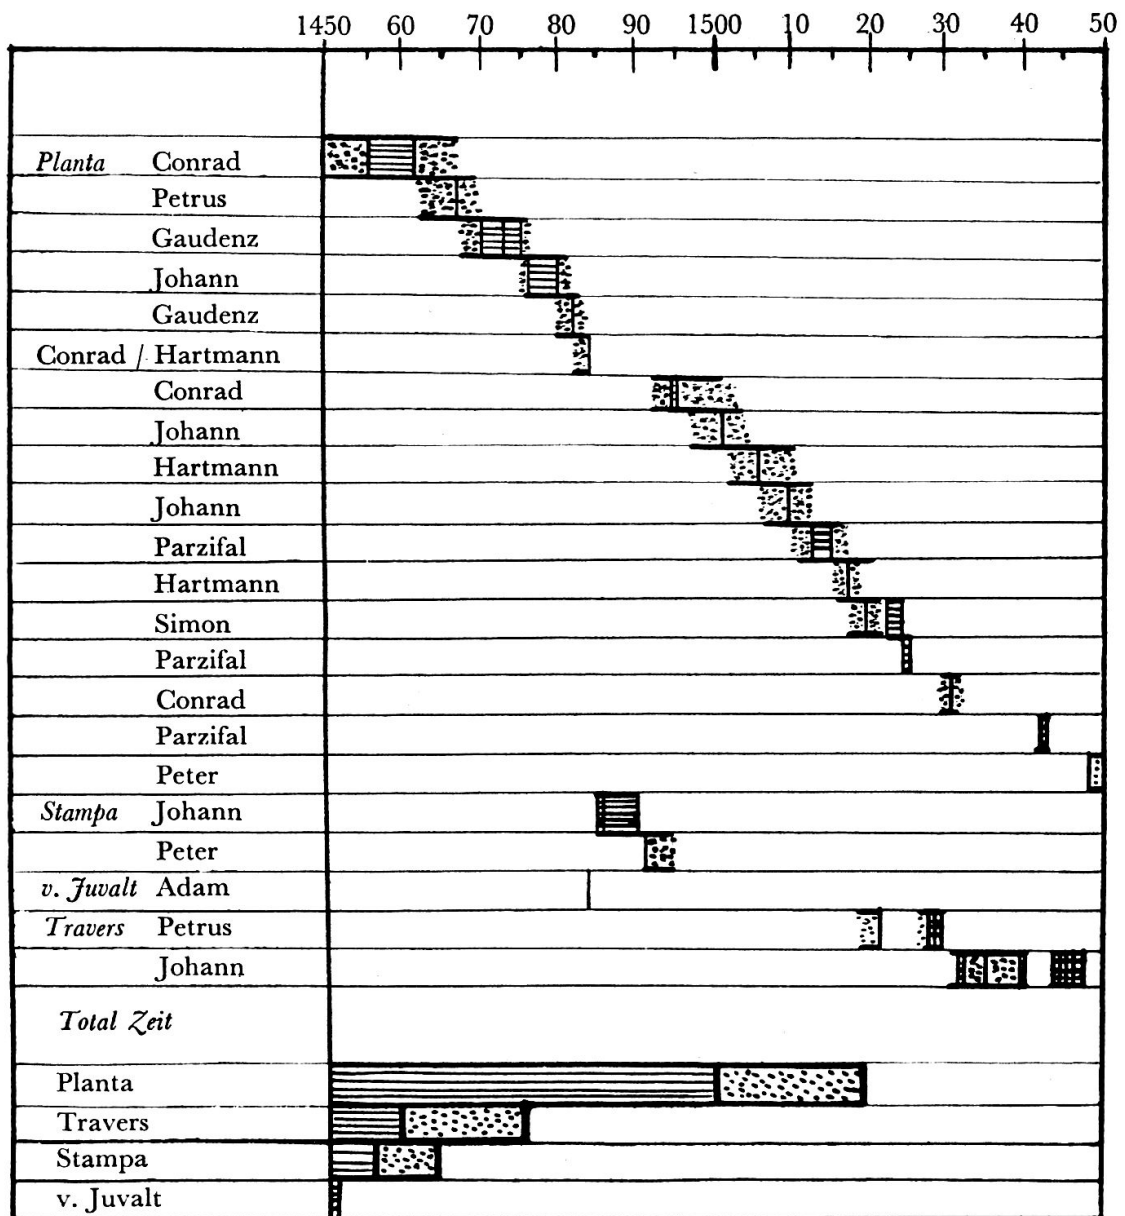 1450 60 70 80 90 1500 10 20 30 40 50
Planta Conrad
Petrus
Gaudenz
Johann
Gaudenz
Conrad / Hartmann
Conrad
Johann
Hartmann
Johann
Parzifal
Hartmann
Simon
Parzifal
Conrad
Parzifal
Peter
Stampa Johann
Peter
v. Juvalt Adam
Travers Petrus
Johann
Total Zeit
Planta
Travers
Stampa
v. Juvalt